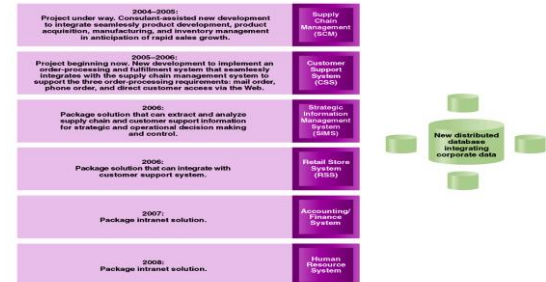 2004–2005:
Project under way. Consulant-assisted new development
to integrate seamlessly product development, product
acquisition, manufacturing, and inventory management
in anticipation of rapid sales growth.
Supply
Chain
Management
(SCM)
2005–2006:
Project beginning now. New development to implement an
order-processing and fulfillment system that seamlessly
integrates with the supply chain management system to
support the three order-processing requirements: mail order,
phone order, and direct customer access via the Web.
Customer
Support
System
(CSS)
2006:
Package solution that can extract and analyze
supply chain and customer support information
for strategic and operational decision making
and control.
Strategic
Information
Management
System
(SIMS)
New distributed
database
integrating
corporate data
2006:
Package solution that can integrate with
customer support system.
Retail Store
System
(RSS)
2007:
Package intranet solution.
Accounting/
Finance
System
2008:
Package intranet solution.
Human
Resource
System